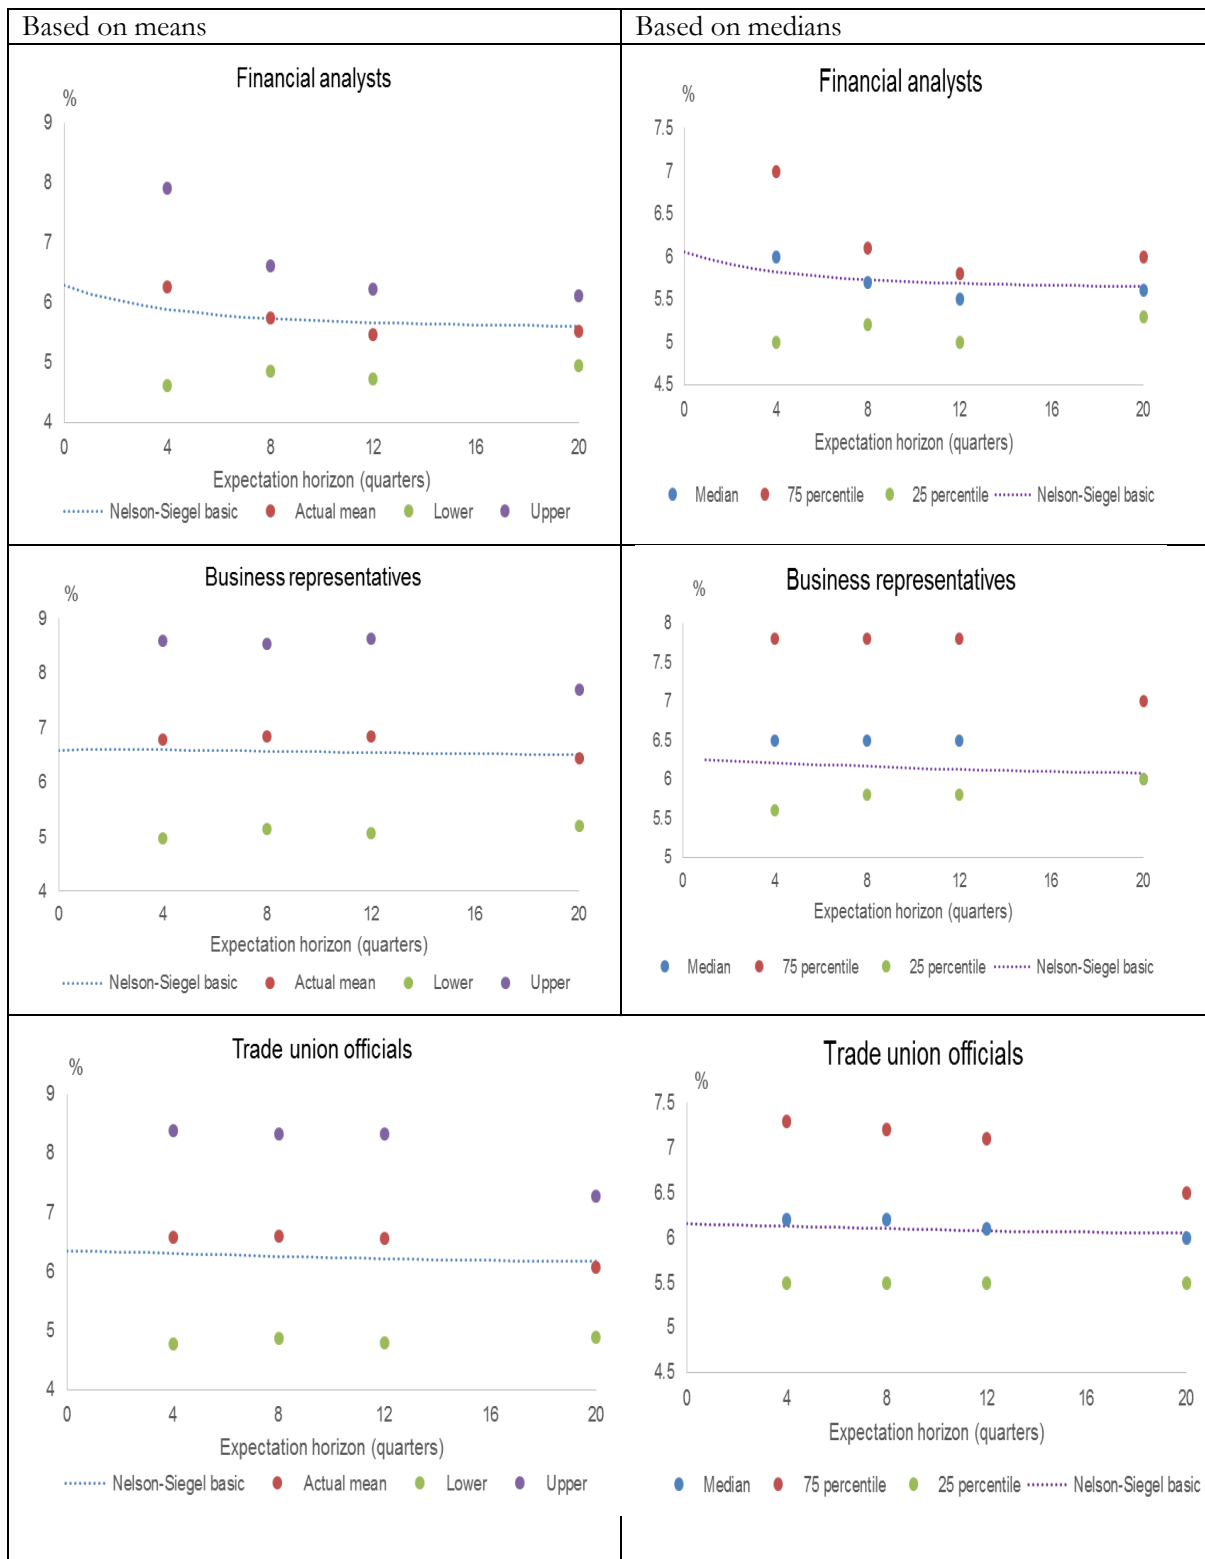 Based on means
Based on medians
Financial analysts
%
9
8
7
6
5
4
0 4 8 12 16 20
Expectation horizon (quarters)
Nelson-Siegel basic Actual mean Lower Upper
Financial analysts
%
7.5
7
6.5
6
5.5
5
4.5
0 4 8 12 16 20
Expectation horizon (quarters)
Median 75 percentile 25 percentile Nelson-Siegel basic
Business representatives
%
9
8
7
6
5
4
0 4 8 12 16 20
Expectation horizon (quarters)
Nelson-Siegel basic Actual mean Lower Upper
Business representatives
%
8
7.5
7
6.5
6
5.5
5
0 4 8 12 16 20
Expectation horizon (quarters)
Median 75 percentile 25 percentile Nelson-Siegel basic
Trade union officials
%
9
8
7
6
5
4
0 4 8 12 16 20
Expectation horizon (quarters)
Nelson-Siegel basic Actual mean Lower Upper
Trade union officials
%
7.5
7
6.5
6
5.5
5
4.5
0 4 8 12 16 20
Expectation horizon (quarters)
Median 75 percentile 25 percentile Nelson-Siegel basic